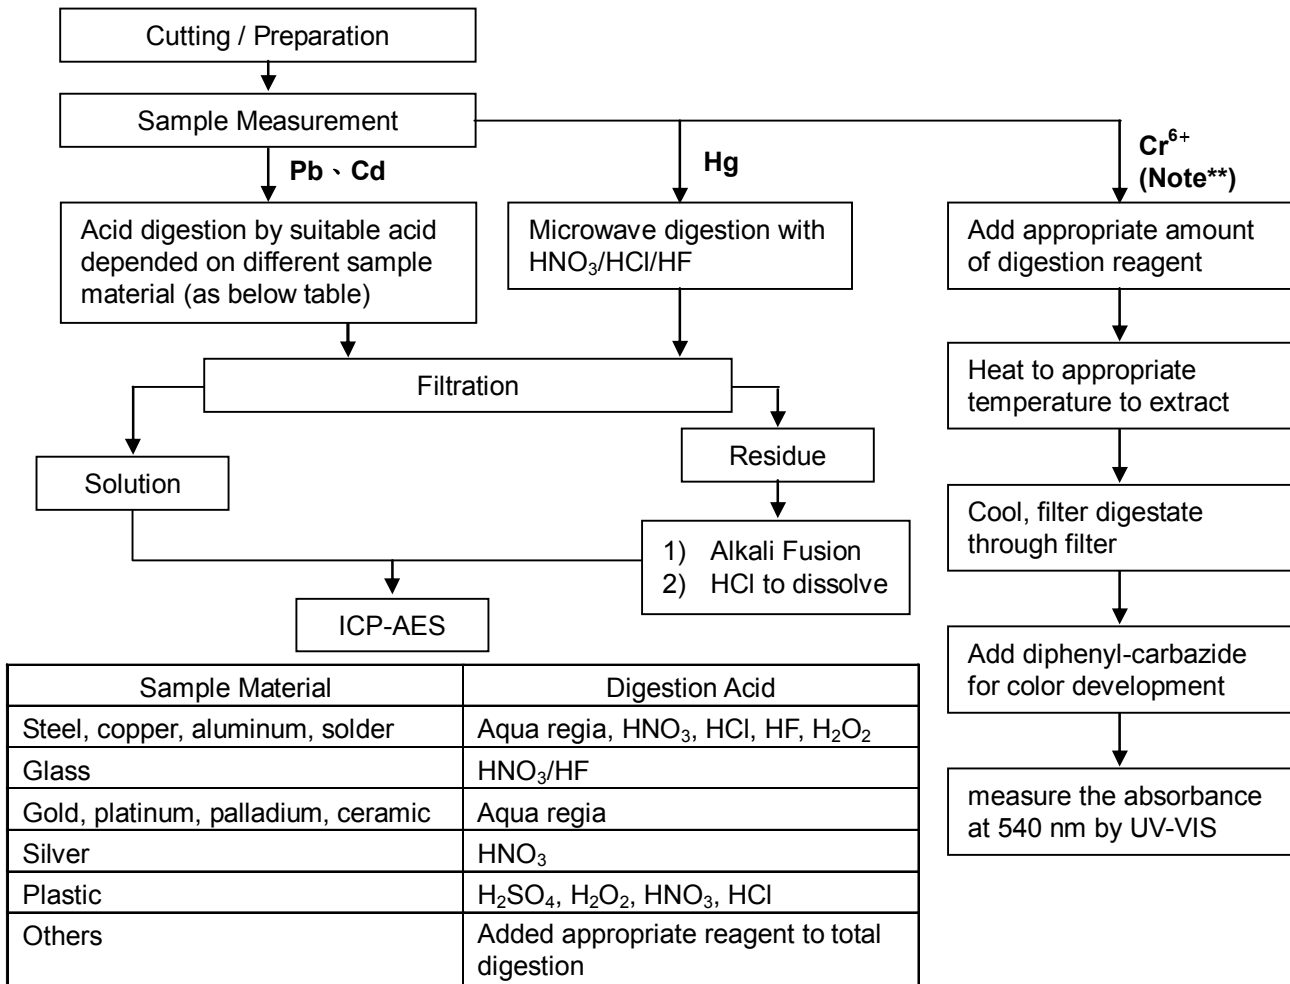 Cutting / Preparation
Sample Measurement
Pb、Cd
Hg
Cr⁶⁺
(Note**)
Acid digestion by suitable acid
depended on different sample
material (as below table)
Microwave digestion with
HNO₃/HCl/HF
Add appropriate amount
of digestion reagent
Filtration
Heat to appropriate
temperature to extract
Solution
Residue
Cool, filter digestate
through filter
1) Alkali Fusion
2) HCl to dissolve
ICP-AES
Add diphenyl-carbazide
for color development
measure the absorbance
at 540 nm by UV-VIS
Sample Material Digestion Acid
Steel, copper, aluminum, solder Aqua regia, HNO₃, HCl, HF, H₂O₂
Glass HNO₃/HF
Gold, platinum, palladium, ceramic Aqua regia
Silver HNO₃
Plastic H₂SO₄, H₂O₂, HNO₃, HCl
Others Added appropriate reagent to total
digestion